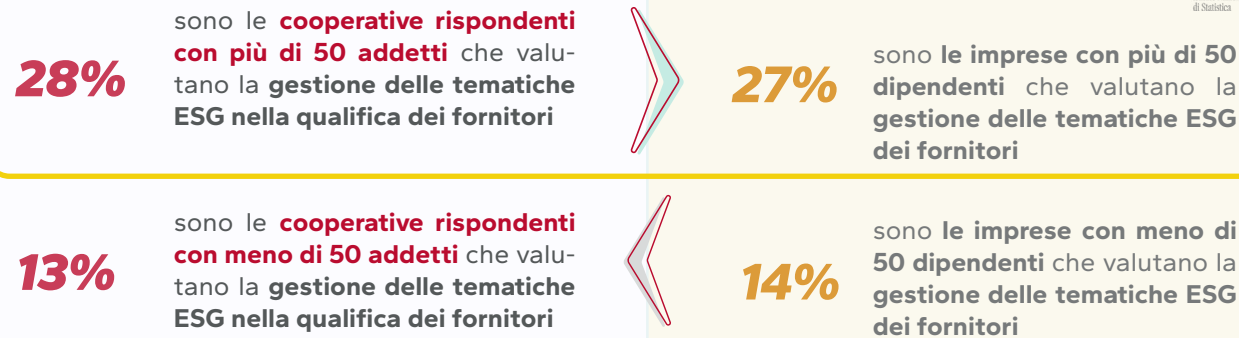 di Statistica
28%
sono le cooperative rispondenti
con più di 50 addetti che valu-
tano la gestione delle tematiche
ESG nella qualifica dei fornitori
27%
sono le imprese con più di 50
dipendenti che valutano la
gestione delle tematiche ESG
dei fornitori
13%
sono le cooperative rispondenti
con meno di 50 addetti che valu-
tano la gestione delle tematiche
ESG nella qualifica dei fornitori
14%
sono le imprese con meno di
50 dipendenti che valutano la
gestione delle tematiche ESG
dei fornitori